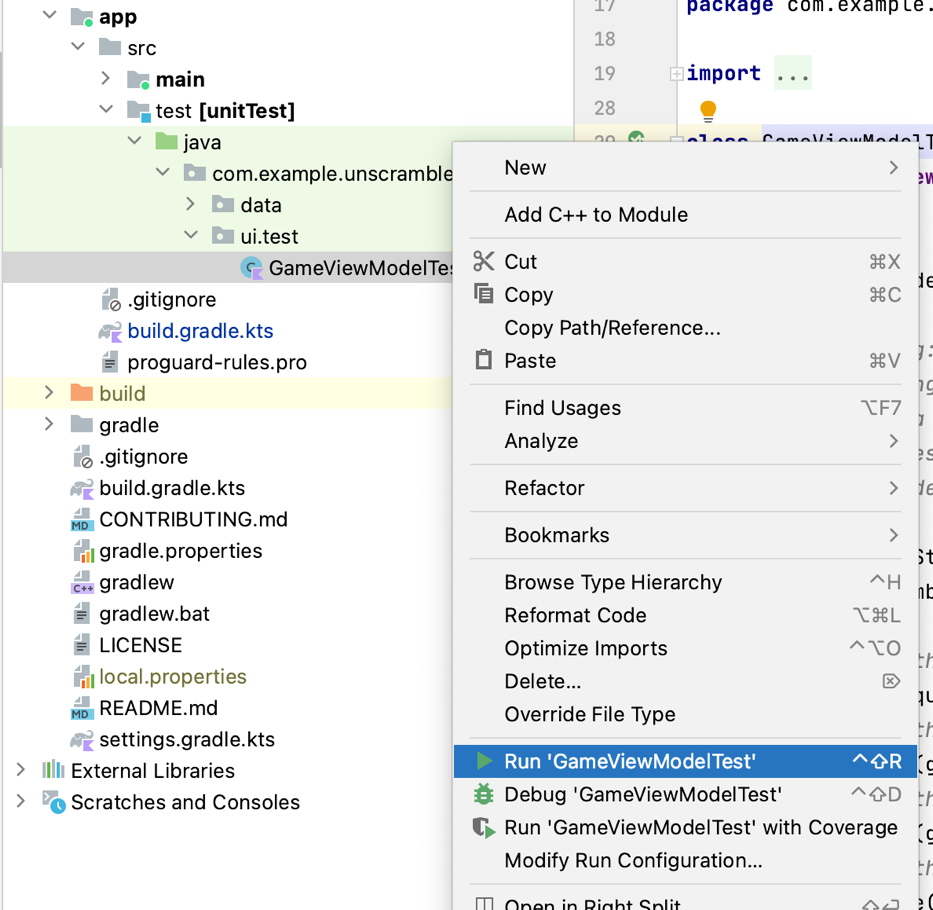 app
src
main
test [unitTest]
java
com.example.unscramble
data
ui.test
GameViewModelTes
.gitignore
build.gradle.kts
proguard-rules.pro
build
gradle
.gitignore
build.gradle.kts
MD CONTRIBUTING.md
gradle.properties
C++ gradlew
gradlew.bat
LICENSE
local.properties
MD README.md
settings.gradle.kts
External Libraries
Scratches and Consoles
17 package com.example.
18
19 import ...
28
class GameViewModelT
New
Add C++ to Module
Cut ⌘X
Copy ⌘C
Copy Path/Reference...
Paste ⌘V
Find Usages ⌥F7
Analyze
Refactor
Bookmarks
Browse Type Hierarchy ^H
Reformat Code ⌥⌘L
Optimize Imports ^⌥O
Delete... ⌦
Override File Type
Run 'GameViewModelTest' ^⇧R
Debug 'GameViewModelTest' ^⇧D
Run 'GameViewModelTest' with Coverage
Modify Run Configuration...
Open in Right Split ⇧↩